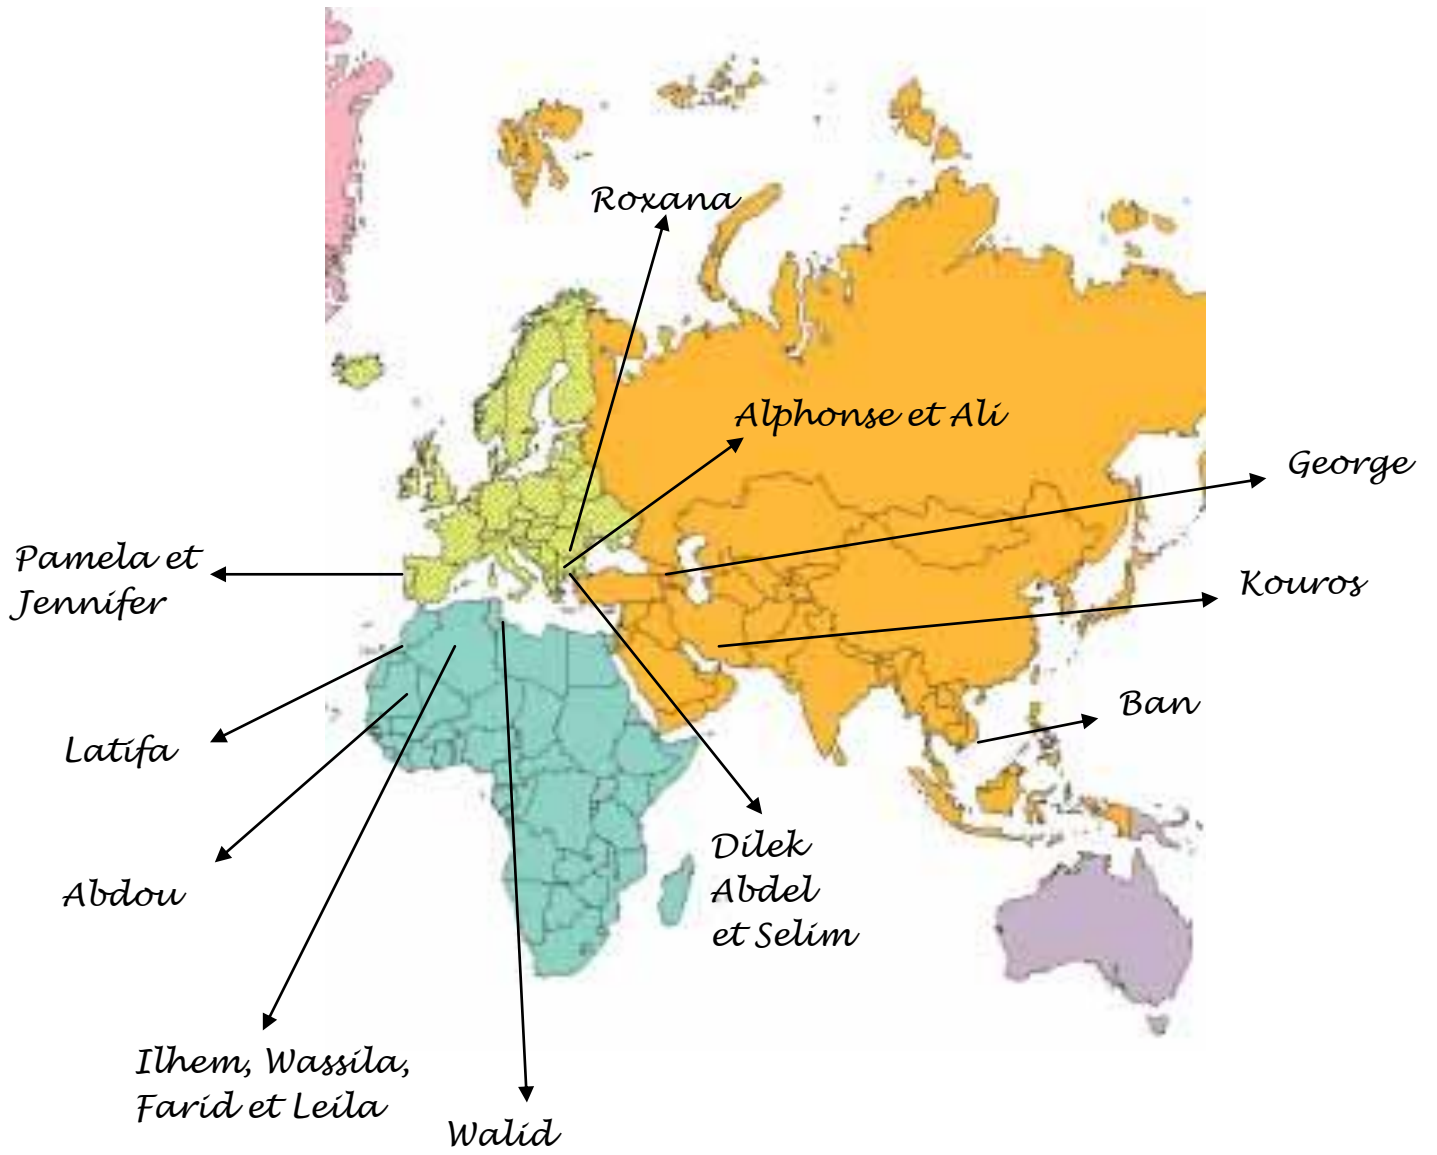 Roxana
Alphonse et Ali
George
Pamela et
Jennifer
Kouros
Ban
Latifa
Dilek
Abdel
et Selim
Abdou
Ilhem, Wassila,
Farid et Leila
Walid